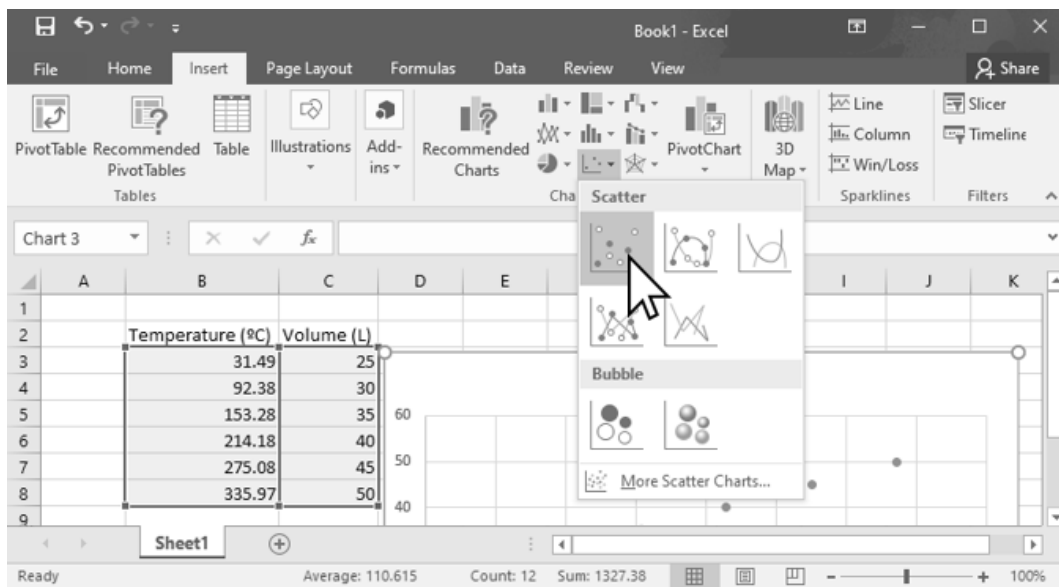 Book1 - Excel
File Home Insert Page Layout Formulas Data Review View Share
PivotTable Recommended PivotTables Table Illustrations Add-ins Recommended Charts PivotChart 3D Map Line Column Win/Loss Slicer Timeline
Tables Cha Sparklines Filters
Scatter
Chart 3 fx
A B C D E I J K
1
2 Temperature (ºC) Volume (L)
3 31.49 25
4 92.38 30
Bubble
5 153.28 35 60
6 214.18 40
7 275.08 45 50
8 335.97 50 40
More Scatter Charts...
9
Sheet1
Ready Average: 110.615 Count: 12 Sum: 1327.38 100%